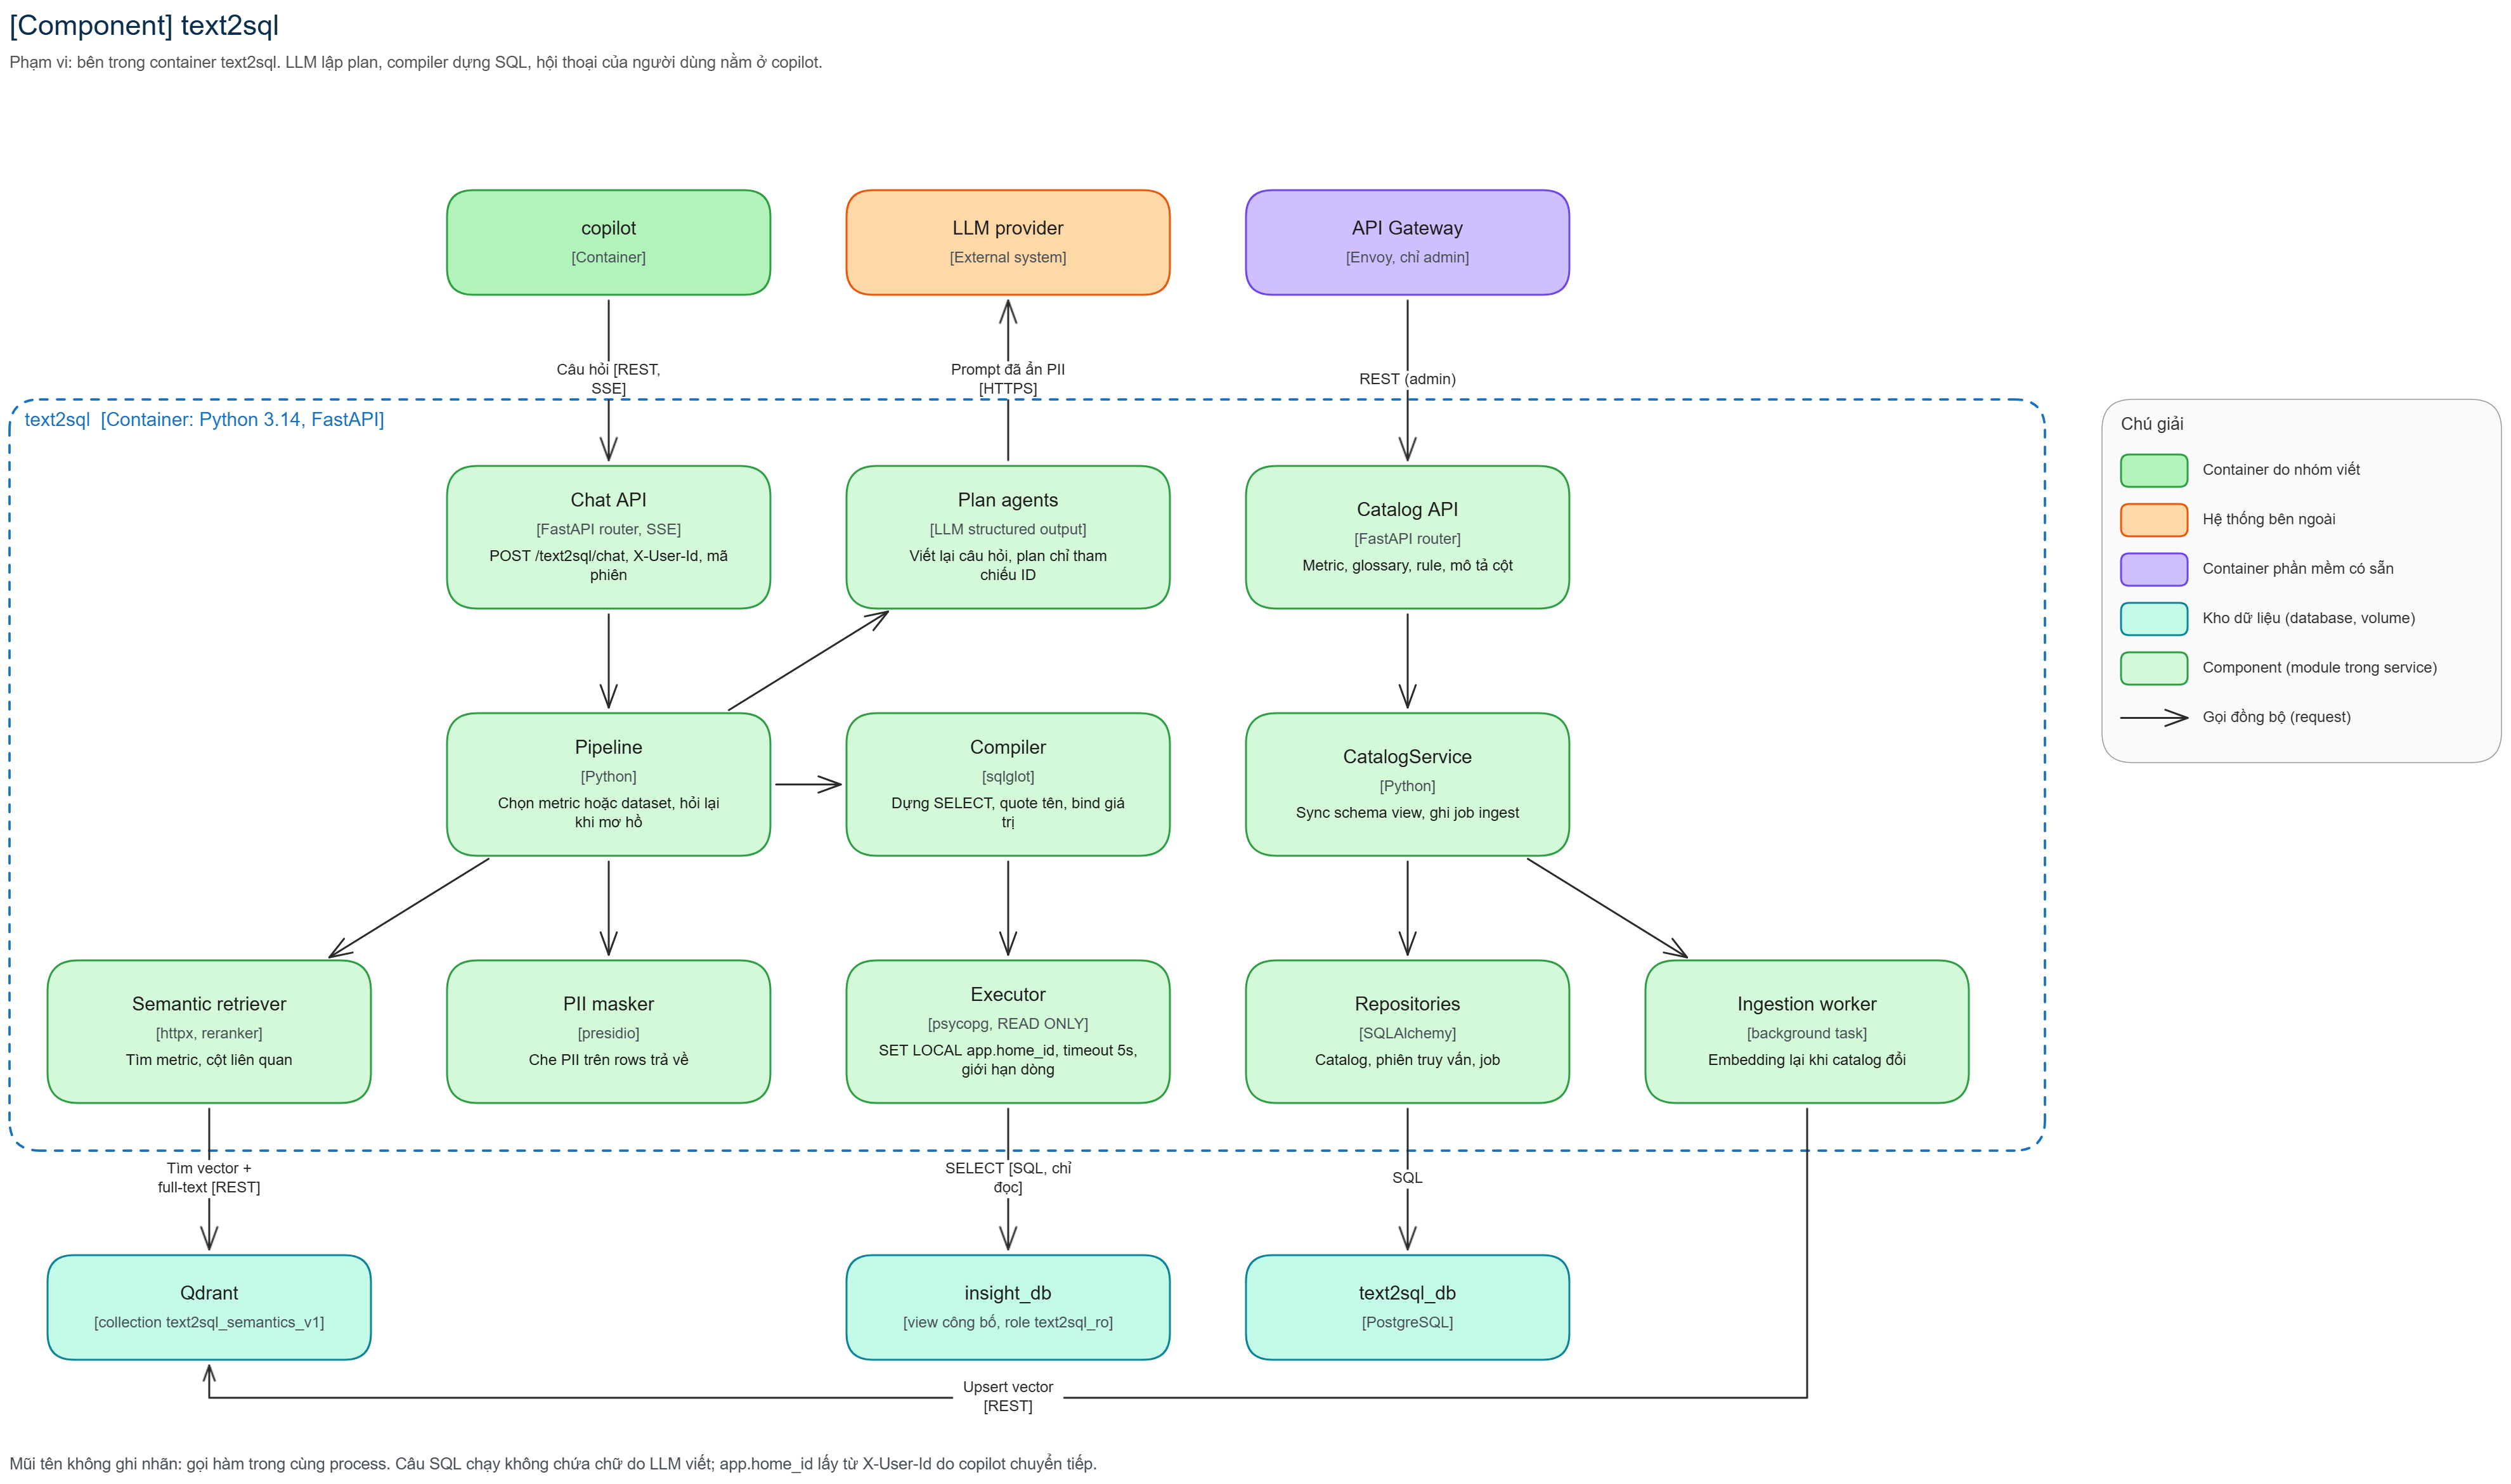 [Component] text2sql
Phạm vi: bên trong container text2sql. LLM lập plan, compiler dựng SQL, hội thoại của người dùng nằm ở copilot.
copilot
[Container]
LLM provider
[External system]
API Gateway
[Envoy, chỉ admin]
Câu hỏi [REST,
SSE]
Prompt đã ẩn PII
[HTTPS]
REST (admin)
text2sql [Container: Python 3.14, FastAPI]
Chat API
[FastAPI router, SSE]
POST /text2sql/chat, X-User-Id, mã
phiên
Plan agents
[LLM structured output]
Viết lại câu hỏi, plan chỉ tham
chiếu ID
Catalog API
[FastAPI router]
Metric, glossary, rule, mô tả cột
Pipeline
[Python]
Chọn metric hoặc dataset, hỏi lại
khi mơ hồ
Compiler
[sqlglot]
Dựng SELECT, quote tên, bind giá
trị
CatalogService
[Python]
Sync schema view, ghi job ingest
Semantic retriever
[httpx, reranker]
Tìm metric, cột liên quan
PII masker
[presidio]
Che PII trên rows trả về
Executor
[psycopg, READ ONLY]
SET LOCAL app.home_id, timeout 5s,
giới hạn dòng
Repositories
[SQLAlchemy]
Catalog, phiên truy vấn, job
Ingestion worker
[background task]
Embedding lại khi catalog đổi
Tìm vector +
full-text [REST]
SELECT [SQL, chỉ
đọc]
SQL
Qdrant
[collection text2sql_semantics_v1]
insight_db
[view công bố, role text2sql_ro]
text2sql_db
[PostgreSQL]
Upsert vector
[REST]
Chú giải
Container do nhóm viết
Hệ thống bên ngoài
Container phần mềm có sẵn
Kho dữ liệu (database, volume)
Component (module trong service)
Gọi đồng bộ (request)
Mũi tên không ghi nhãn: gọi hàm trong cùng process. Câu SQL chạy không chứa chữ do LLM viết; app.home_id lấy từ X-User-Id do copilot chuyển tiếp.